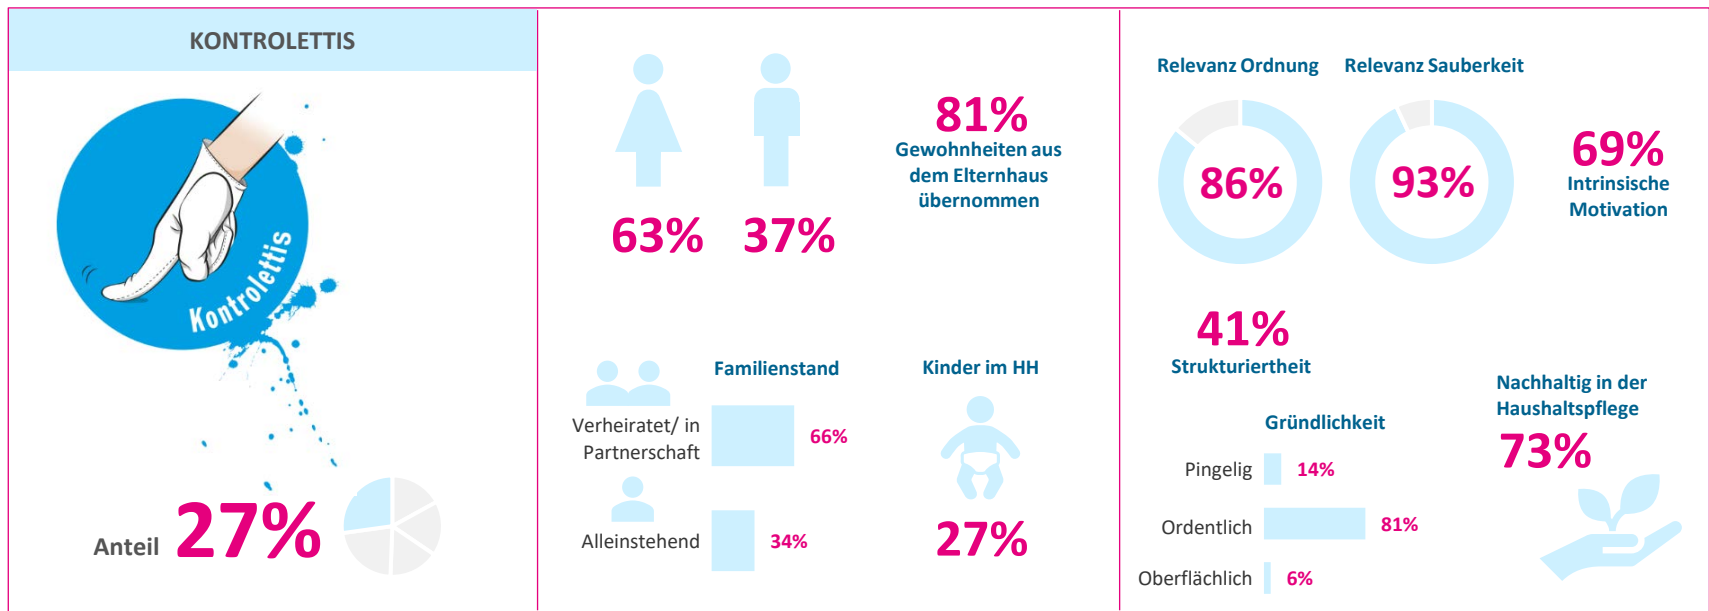 KONTROLETTIS
Kontrolettis
Anteil 27%
63% 37%
81%
Gewohnheiten aus
dem Elternhaus
übernommen
Familienstand
Verheiratet/ in
Partnerschaft
66%
Alleinstehend
34%
Kinder im HH
27%
Relevanz Ordnung
86%
Relevanz Sauberkeit
93%
69%
Intrinsische
Motivation
41%
Strukturiertheit
Gründlichkeit
Pingelig 14%
Ordentlich 81%
Oberflächlich 6%
Nachhaltig in der
Haushaltspflege
73%